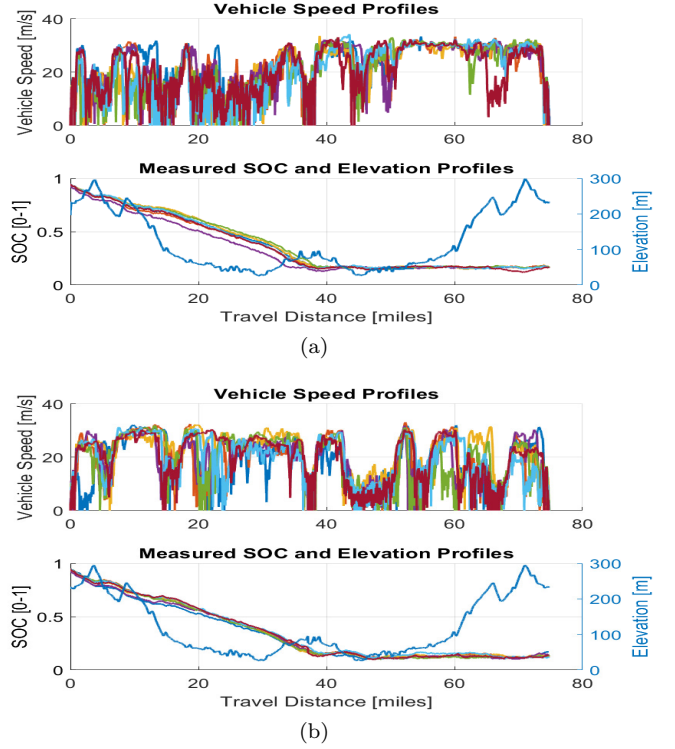 Vehicle Speed Profiles
Vehicle Speed [m/s]
40
20
0
0 20 40 60 80
Measured SOC and Elevation Profiles
SOC [0-1]
1
0.5
0
300
200
100
0
Elevation [m]
0 20 40 60 80
Travel Distance [miles]
(a)
Vehicle Speed Profiles
Vehicle Speed [m/s]
40
20
0
0 20 40 60 80
Measured SOC and Elevation Profiles
SOC [0-1]
1
0.5
0
300
200
100
0
Elevation [m]
0 20 40 60 80
Travel Distance [miles]
(b)